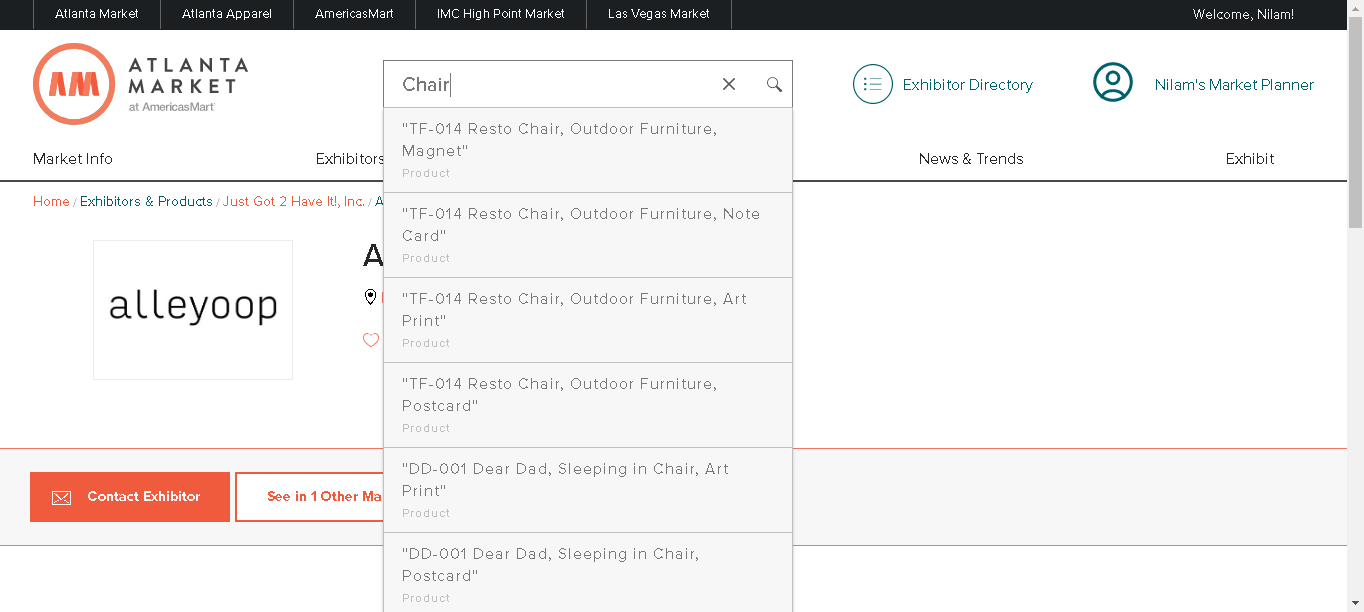 Atlanta Market
Atlanta Apparel
AmericasMart
IMC High Point Market
Las Vegas Market
Welcome, Nilam!
AM
ATLANTA
MARKET
at AmericasMart
Chair
Exhibitor Directory
Nilam's Market Planner
Market Info
Exhibitors
News & Trends
Exhibit
Home / Exhibitors & Products / Just Got 2 Have It!, Inc. / A
alleyoop
A
Contact Exhibitor
See in 1 Other Ma
"TF-014 Resto Chair, Outdoor Furniture,
Magnet"
Product
"TF-014 Resto Chair, Outdoor Furniture, Note
Card"
Product
"TF-014 Resto Chair, Outdoor Furniture, Art
Print"
Product
"TF-014 Resto Chair, Outdoor Furniture,
Postcard"
Product
"DD-001 Dear Dad, Sleeping in Chair, Art
Print"
Product
"DD-001 Dear Dad, Sleeping in Chair,
Postcard"
Product